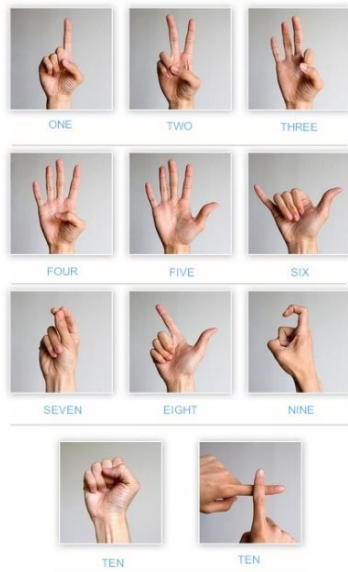 ONE
TWO
THREE
FOUR
FIVE
SIX
SEVEN
EIGHT
NINE
TEN
TEN